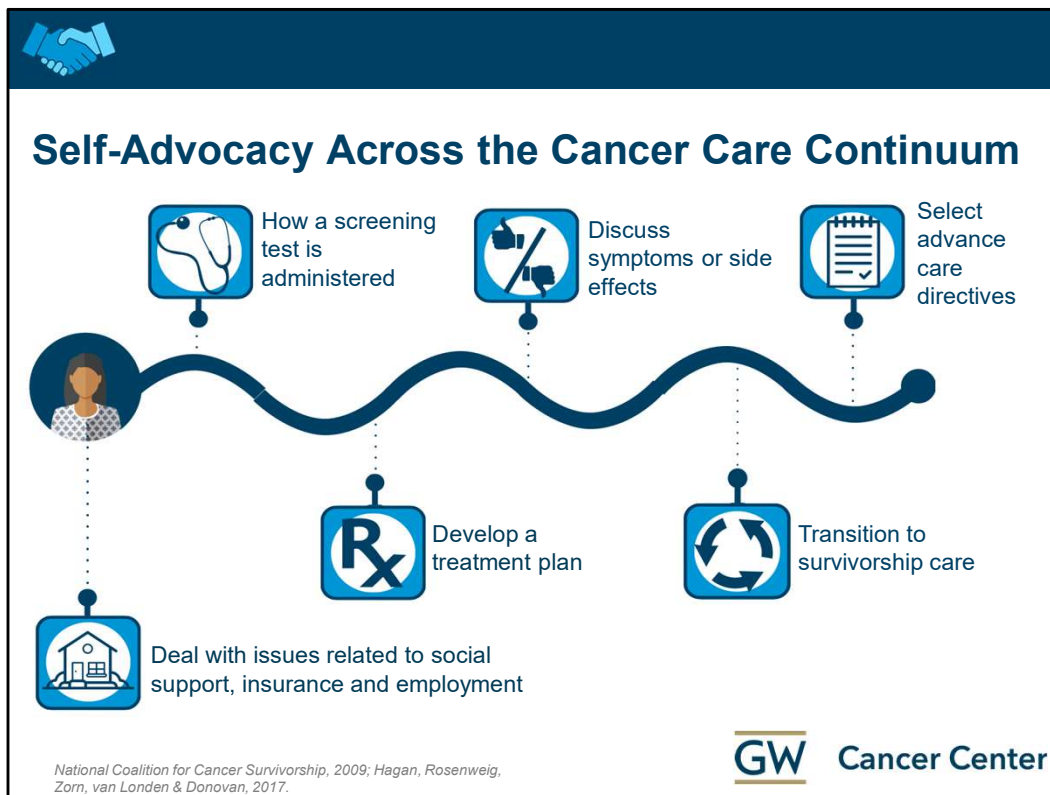 Self-Advocacy Across the Cancer Care Continuum
How a screening
test is
administered
Discuss
symptoms or side
effects
Select
advance
care
directives
Rx
Develop a
treatment plan
Transition to
survivorship care
Deal with issues related to social
support, insurance and employment
National Coalition for Cancer Survivorship, 2009; Hagan, Rosenweig,
Zorn, van Londen & Donovan, 2017.
GW Cancer Center